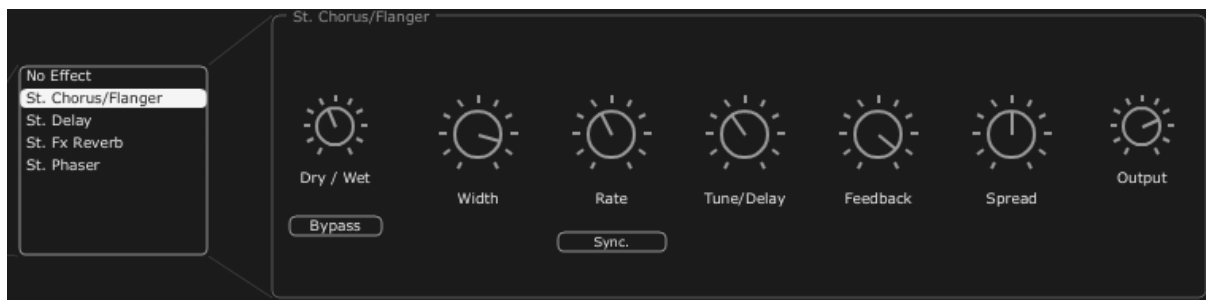 St. Chorus/Flanger
No Effect
St. Chorus/Flanger
St. Delay
St. Fx Reverb
St. Phaser
Dry / Wet
Width
Rate
Tune/Delay
Feedback
Spread
Output
Bypass
Sync.